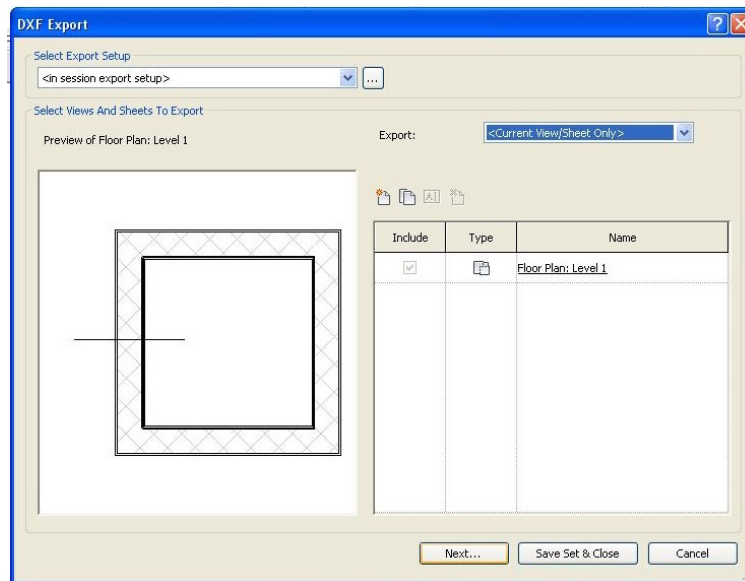 DXF Export
Select Export Setup
<in session export setup>
...
Select Views And Sheets To Export
Preview of Floor Plan: Level 1
Export:
<Current View/Sheet Only>
AI
Include Type Name
Floor Plan: Level 1
Next... Save Set & Close Cancel